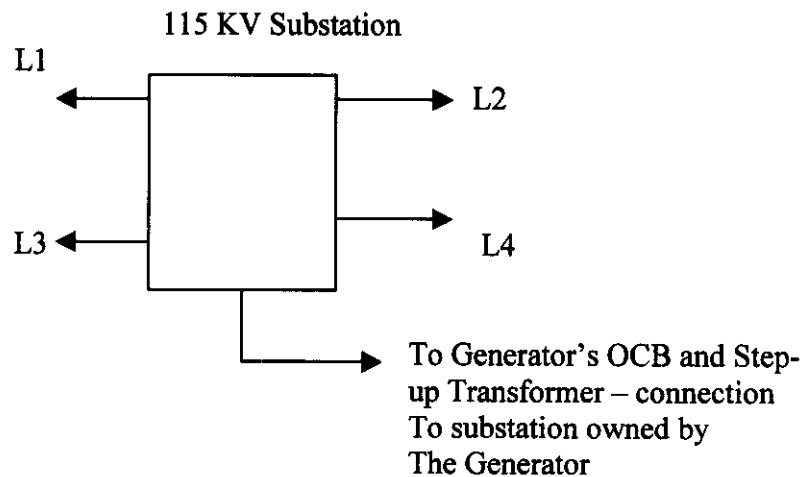 115 KV Substation
L1
L2
L3
L4
To Generator's OCB and Step-
up Transformer – connection
To substation owned by
The Generator